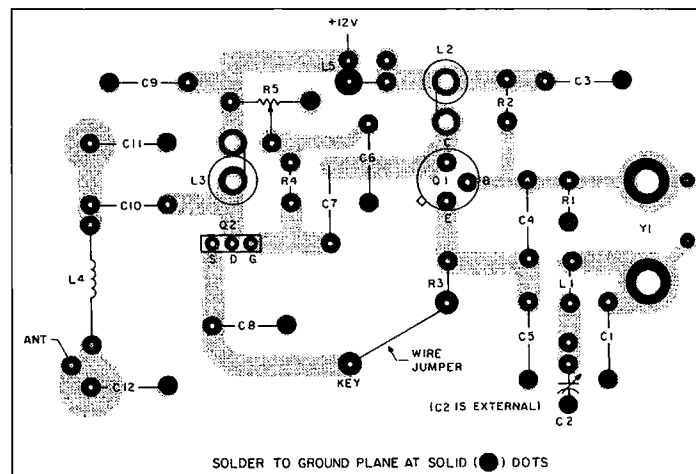 +12V
L2
C9
L5
C3
R5
R2
C11
C6
C
L3
R4
Q1
B
R1
C10
C7
Y1
Q2
E
C4
S D G
L4
R3
L1
C8
C5
C1
ANT
WIRE
JUMPER
KEY
C12
(C2 IS EXTERNAL)
C2
SOLDER TO GROUND PLANE AT SOLID ( ) DOTS